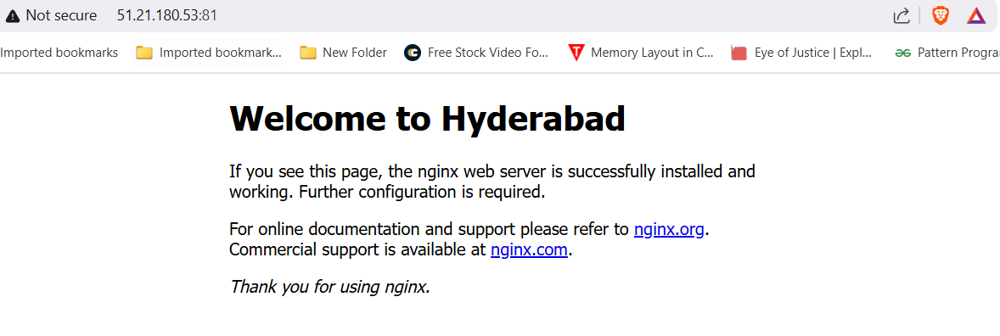 Not secure 51.21.180.53:81
Imported bookmarks Imported bookmark... New Folder Free Stock Video Fo... Memory Layout in C... Eye of Justice | Expl... Pattern Progra
Welcome to Hyderabad
If you see this page, the nginx web server is successfully installed and
working. Further configuration is required.
For online documentation and support please refer to nginx.org.
Commercial support is available at nginx.com.
Thank you for using nginx.